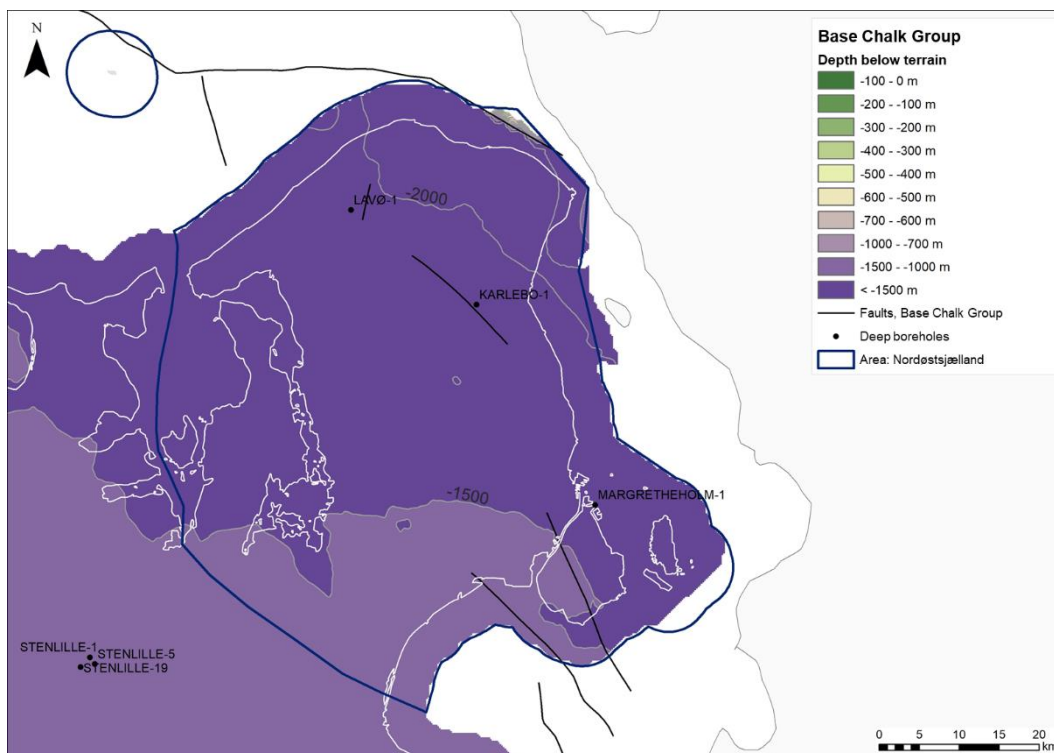 N
LAVØ-1
-2000
KARLEBO-1
-1500
MARGRETHEHOLM-1
STENLILLE-1
STENLILLE-5
STENLILLE-19
Base Chalk Group
Depth below terrain
-100 - 0 m
-200 - -100 m
-300 - -200 m
-400 - -300 m
-500 - -400 m
-600 - -500 m
-700 - -600 m
-1000 - -700 m
-1500 - -1000 m
< -1500 m
Faults, Base Chalk Group
Deep boreholes
Area: Nordøstsjælland
0 5 10 15 20
km